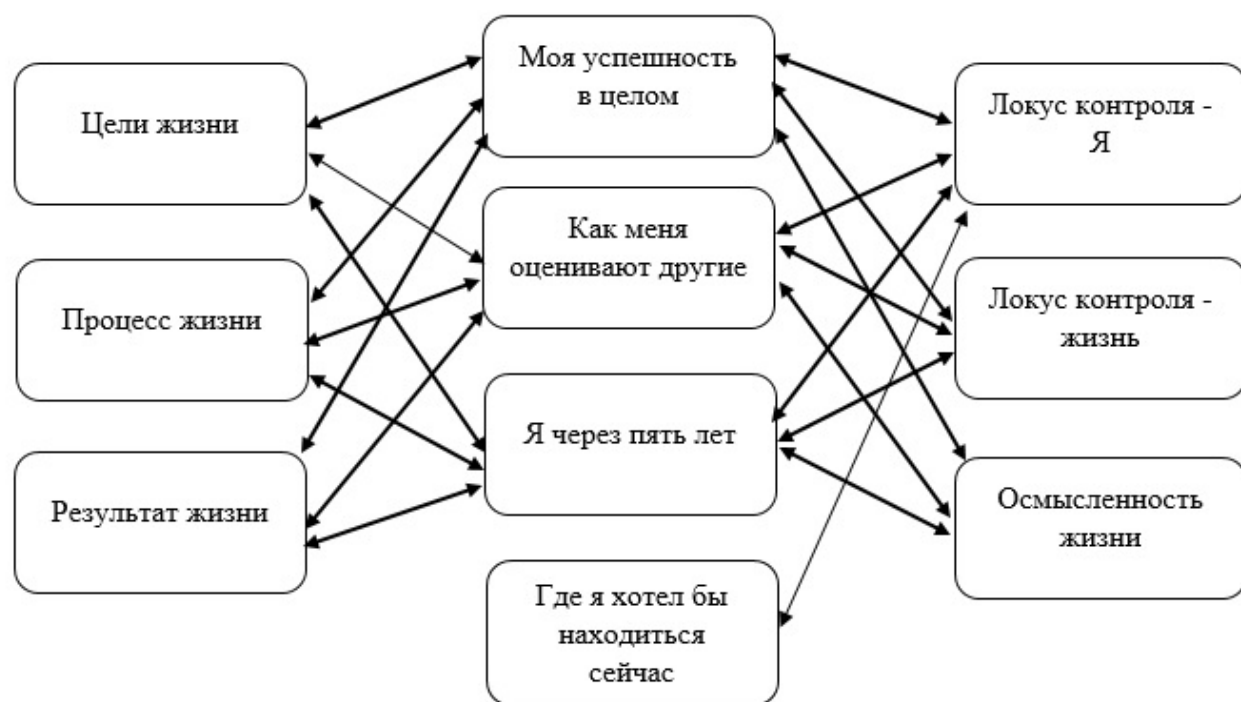 Цели жизни
Процесс жизни
Результат жизни
Моя успешность
в целом
Как меня
оценивают другие
Я через пять лет
Где я хотел бы
находиться
сейчас
Локус контроля -
Я
Локус контроля -
жизнь
Осмысленность
жизни